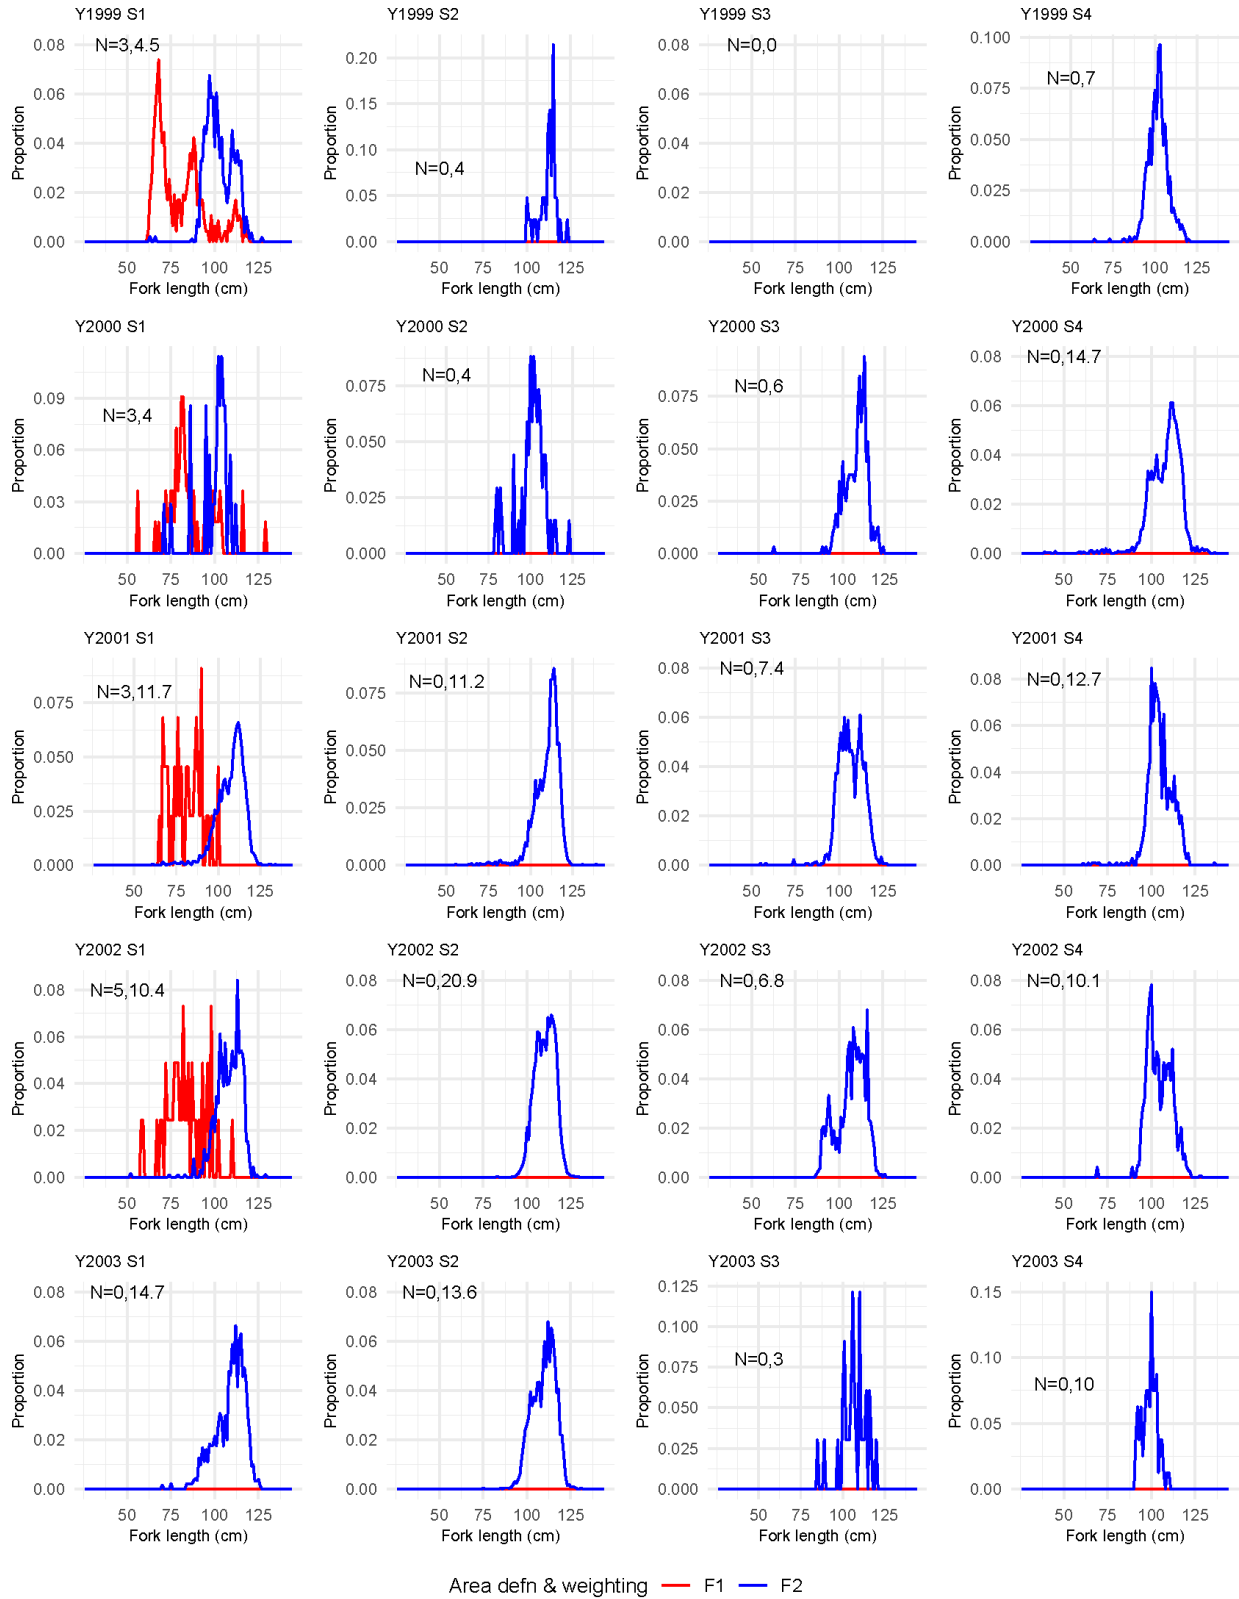 Y1999 S1
Y1999 S2
Y1999 S3
Y1999 S4
N=3,4.5
N=0,4
N=0,0
N=0,7
Proportion
Proportion
Proportion
Proportion
0.08
0.06
0.04
0.02
0.00
0.20
0.15
0.10
0.05
0.00
0.08
0.06
0.04
0.02
0.00
0.100
0.075
0.050
0.025
0.000
50 75 100 125
50 75 100 125
50 75 100 125
50 75 100 125
Fork length (cm)
Fork length (cm)
Fork length (cm)
Fork length (cm)
Y2000 S1
Y2000 S2
Y2000 S3
Y2000 S4
N=3,4
N=0,4
N=0,6
N=0,14.7
Proportion
Proportion
Proportion
Proportion
0.09
0.06
0.03
0.00
0.075
0.050
0.025
0.000
0.075
0.050
0.025
0.000
0.08
0.06
0.04
0.02
0.00
50 75 100 125
50 75 100 125
50 75 100 125
50 75 100 125
Fork length (cm)
Fork length (cm)
Fork length (cm)
Fork length (cm)
Y2001 S1
Y2001 S2
Y2001 S3
Y2001 S4
N=3,11.7
N=0,11.2
N=0,7.4
N=0,12.7
Proportion
Proportion
Proportion
Proportion
0.075
0.050
0.025
0.000
0.075
0.050
0.025
0.000
0.08
0.06
0.04
0.02
0.00
0.08
0.06
0.04
0.02
0.00
50 75 100 125
50 75 100 125
50 75 100 125
50 75 100 125
Fork length (cm)
Fork length (cm)
Fork length (cm)
Fork length (cm)
Y2002 S1
Y2002 S2
Y2002 S3
Y2002 S4
N=5,10.4
N=0,20.9
N=0,6.8
N=0,10.1
Proportion
Proportion
Proportion
Proportion
0.08
0.06
0.04
0.02
0.00
0.08
0.06
0.04
0.02
0.00
0.08
0.06
0.04
0.02
0.00
0.08
0.06
0.04
0.02
0.00
50 75 100 125
50 75 100 125
50 75 100 125
50 75 100 125
Fork length (cm)
Fork length (cm)
Fork length (cm)
Fork length (cm)
Y2003 S1
Y2003 S2
Y2003 S3
Y2003 S4
N=0,14.7
N=0,13.6
N=0,3
N=0,10
Proportion
Proportion
Proportion
Proportion
0.08
0.06
0.04
0.02
0.00
0.08
0.06
0.04
0.02
0.00
0.125
0.100
0.075
0.050
0.025
0.000
0.15
0.10
0.05
0.00
50 75 100 125
50 75 100 125
50 75 100 125
50 75 100 125
Fork length (cm)
Fork length (cm)
Fork length (cm)
Fork length (cm)
Area defn & weighting F1 F2